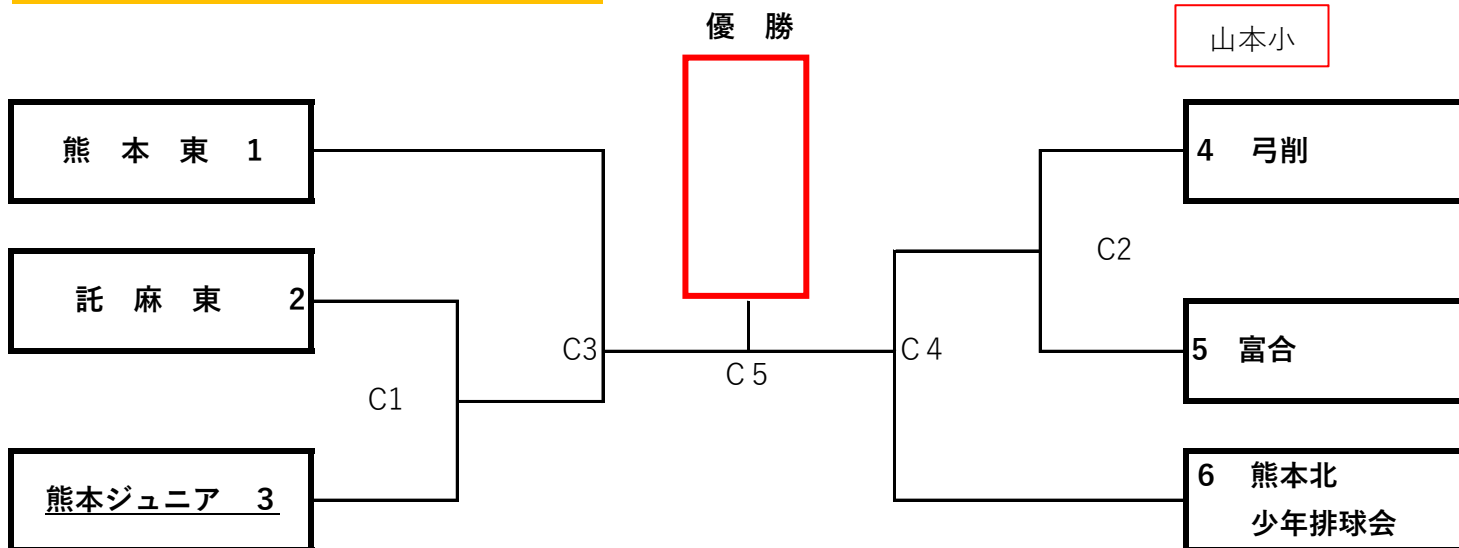 優　勝
山本小
熊　本　東　1
4　弓削
C2
託　麻　東　　2
C3
C４
5　富合
C５
C1
熊本ジュニア　3
6　熊本北
少年排球会